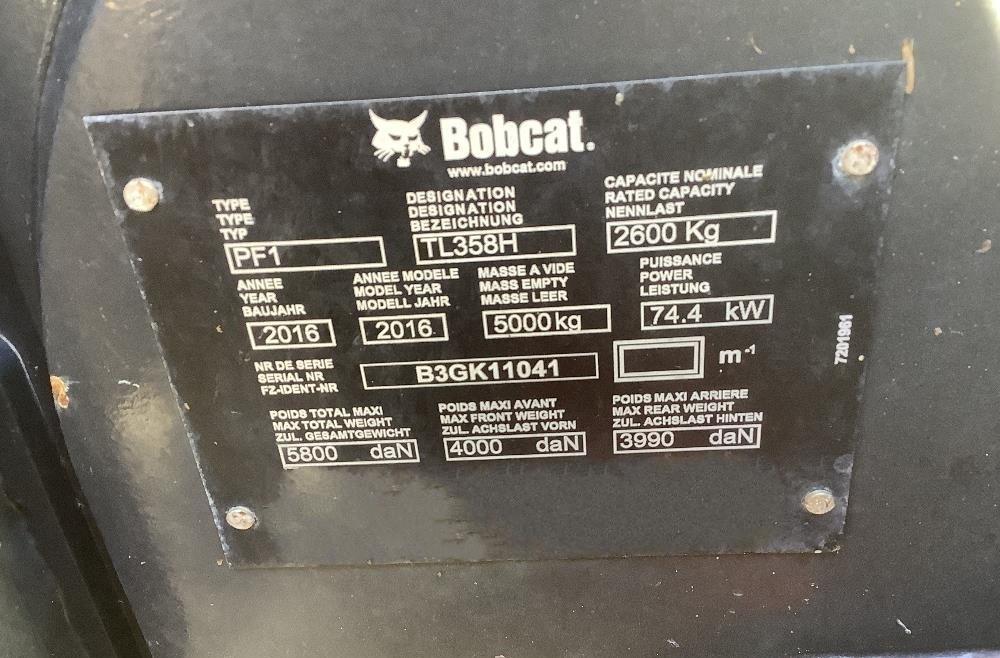 Bobcat.
www.bobcat.com
TYPE
TYPE
TYP
PF1
DESIGNATION
DESIGNATION
BEZEICHNUNG
TL358H
CAPACITE NOMINALE
RATED CAPACITY
NENNLAST
2600 Kg
ANNEE
YEAR
BAUJAHR
2016
ANNEE MODELE
MODEL YEAR
MODELL JAHR
2016
MASSE A VIDE
MASS EMPTY
MASSE LEER
5000kg
PUISSANCE
POWER
LEISTUNG
74.4 kW
NR DE SERIE
SERIAL NR
FZ-IDENT-NR
B3GK11041
m⁻¹
7201961
POIDS TOTAL MAXI
MAX TOTAL WEIGHT
ZUL. GESAMTGEWICHT
5800 daN
POIDS MAXI AVANT
MAX FRONT WEIGHT
ZUL. ACHSLAST VORN
4000 daN
POIDS MAXI ARRIERE
MAX REAR WEIGHT
ZUL. ACHSLAST HINTEN
3990 daN